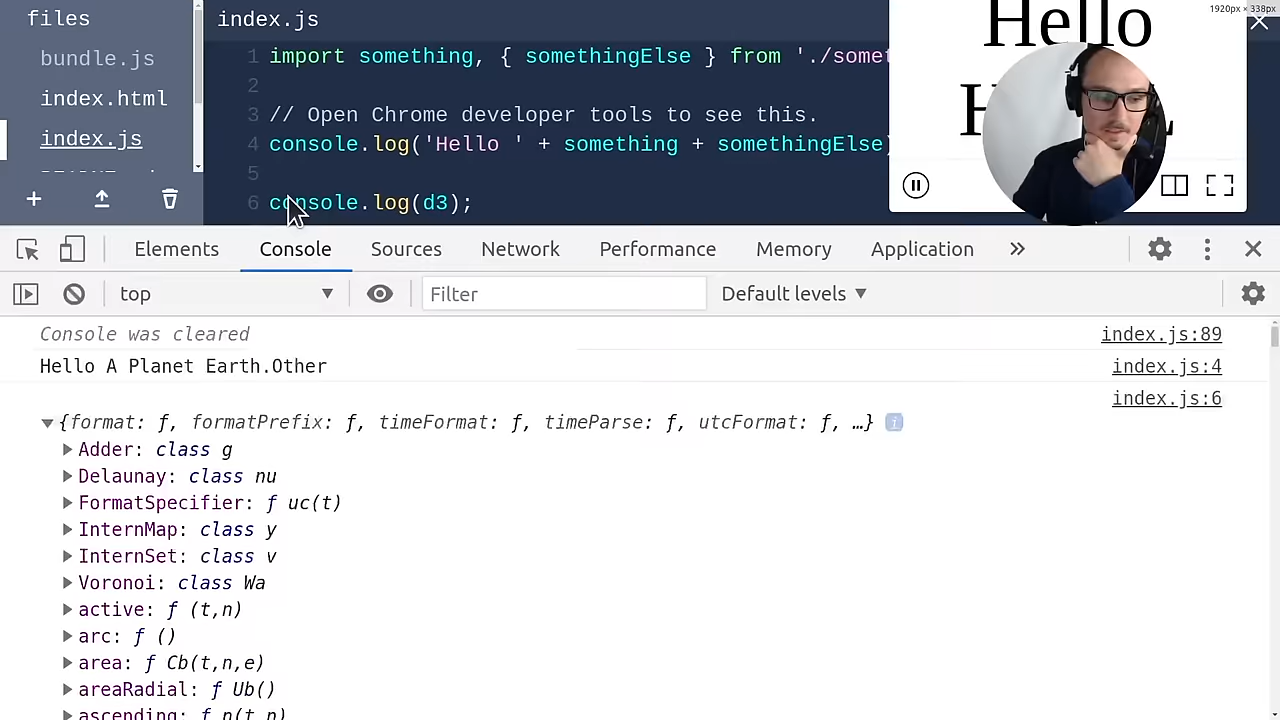 files
bundle.js
index.html
index.js
index.js
1 import something, { somethingElse } from './somet
2
3 // Open Chrome developer tools to see this.
4 console.log('Hello ' + something + somethingElse)
5
6 console.log(d3);
Hello
1920px × 338px
Elements Console Sources Network Performance Memory Application »
top Filter Default levels
Console was cleared index.js:89
Hello A Planet Earth.Other index.js:4
index.js:6
{format: ƒ, formatPrefix: ƒ, timeFormat: ƒ, timeParse: ƒ, utcFormat: ƒ, …} i
Adder: class g
Delaunay: class nu
FormatSpecifier: ƒ uc(t)
InternMap: class y
InternSet: class v
Voronoi: class Wa
active: ƒ (t,n)
arc: ƒ ()
area: ƒ Cb(t,n,e)
areaRadial: ƒ Ub()
ascending: ƒ n(t,n)